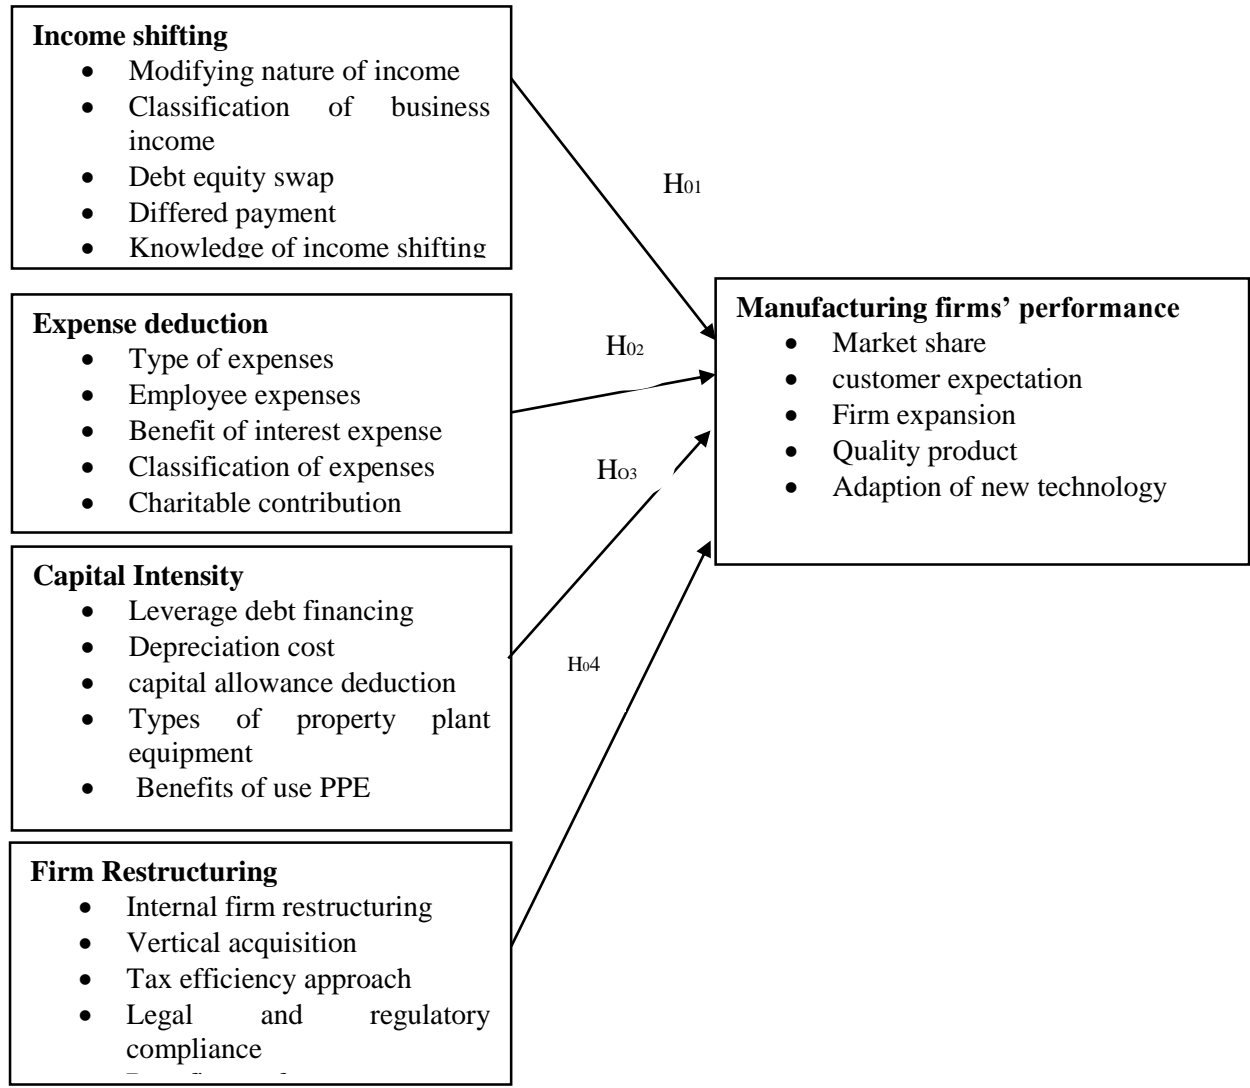 Income shifting
• Modifying nature of income
• Classification of business
income
• Debt equity swap
• Differed payment
• Knowledge of income shifting
H01
Expense deduction
• Type of expenses
• Employee expenses
• Benefit of interest expense
• Classification of expenses
• Charitable contribution
H02
Manufacturing firms’ performance
• Market share
• customer expectation
• Firm expansion
• Quality product
• Adaption of new technology
HO3
Capital Intensity
• Leverage debt financing
• Depreciation cost
• capital allowance deduction
• Types of property plant
equipment
• Benefits of use PPE
H04
Firm Restructuring
• Internal firm restructuring
• Vertical acquisition
• Tax efficiency approach
• Legal and regulatory
compliance